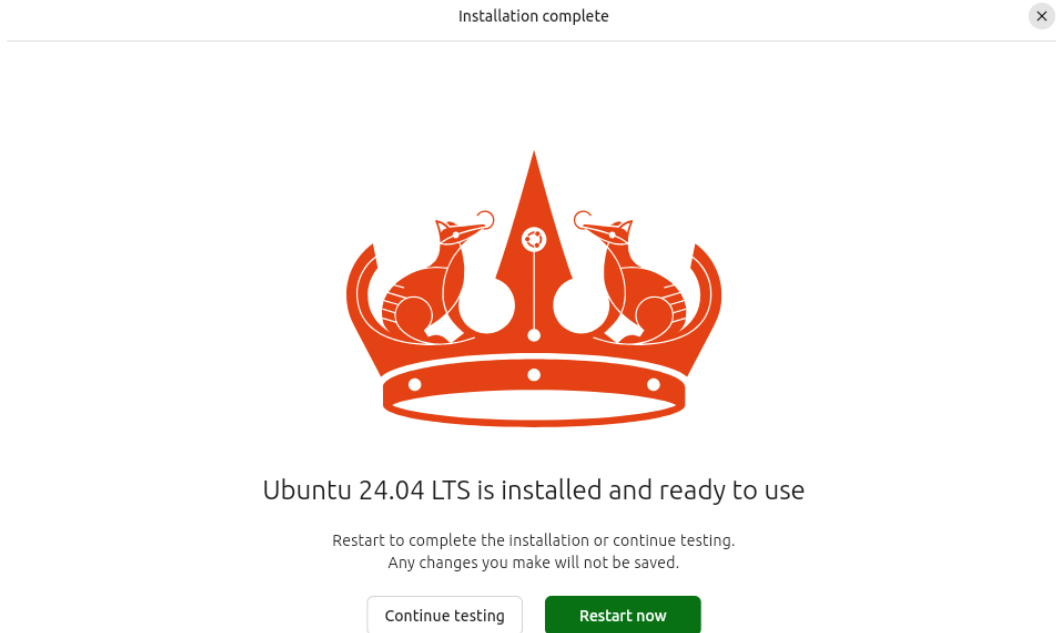 Installation complete
Ubuntu 24.04 LTS is installed and ready to use
Restart to complete the installation or continue testing.
Any changes you make will not be saved.
Continue testing
Restart now